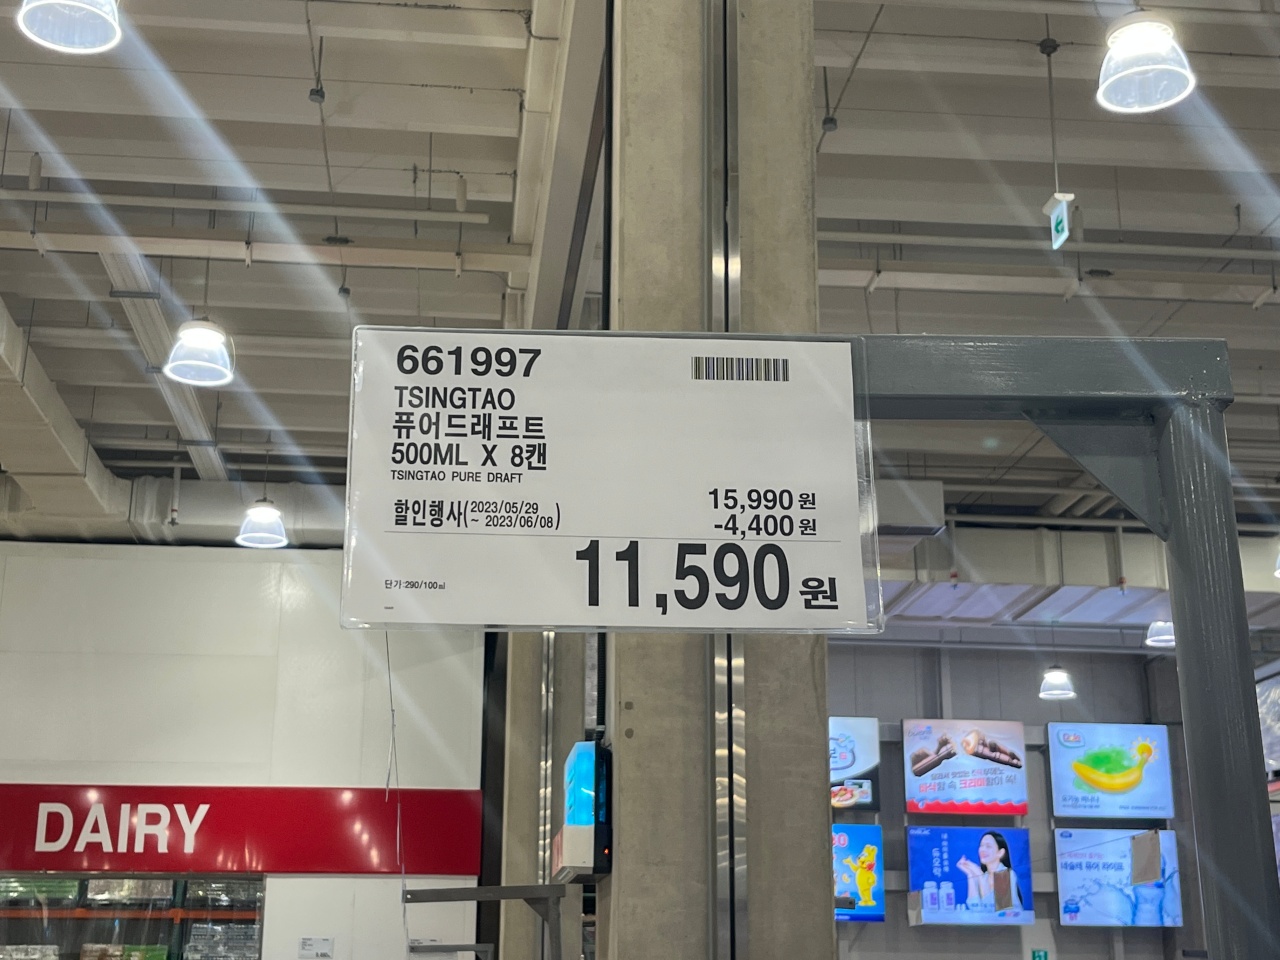 661997
TSINGTAO
퓨어드래프트
500ML X 8캔
TSINGTAO PURE DRAFT
15,990 원
할인행사(2023/05/29 ~ 2023/06/08)
-4,400 원
11,590 원
단가:290/100㎖
DAIRY